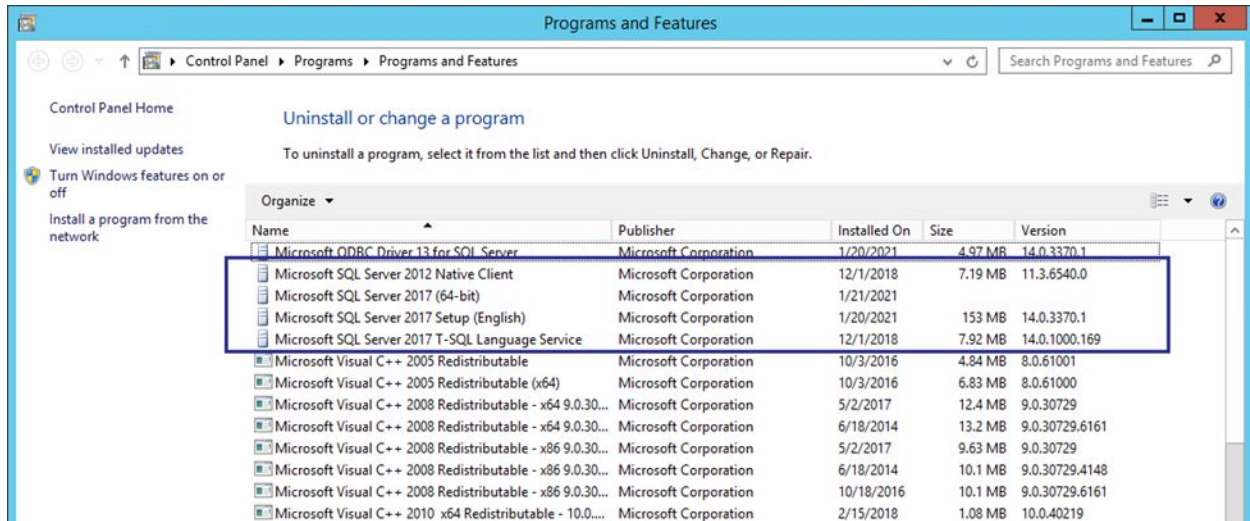 Programs and Features
Control Panel ▸ Programs ▸ Programs and Features
Search Programs and Features
Control Panel Home
View installed updates
Turn Windows features on or
off
Install a program from the
network
Uninstall or change a program
To uninstall a program, select it from the list and then click Uninstall, Change, or Repair.
Organize
Name Publisher Installed On Size Version
Microsoft ODBC Driver 13 for SQL Server Microsoft Corporation 1/20/2021 4.97 MB 14.0.3370.1
Microsoft SQL Server 2012 Native Client Microsoft Corporation 12/1/2018 7.19 MB 11.3.6540.0
Microsoft SQL Server 2017 (64-bit) Microsoft Corporation 1/21/2021
Microsoft SQL Server 2017 Setup (English) Microsoft Corporation 1/20/2021 153 MB 14.0.3370.1
Microsoft SQL Server 2017 T-SQL Language Service Microsoft Corporation 12/1/2018 7.92 MB 14.0.1000.169
Microsoft Visual C++ 2005 Redistributable Microsoft Corporation 10/3/2016 4.84 MB 8.0.61001
Microsoft Visual C++ 2005 Redistributable (x64) Microsoft Corporation 10/3/2016 6.83 MB 8.0.61000
Microsoft Visual C++ 2008 Redistributable - x64 9.0.30... Microsoft Corporation 5/2/2017 12.4 MB 9.0.30729
Microsoft Visual C++ 2008 Redistributable - x64 9.0.30... Microsoft Corporation 6/18/2014 13.2 MB 9.0.30729.6161
Microsoft Visual C++ 2008 Redistributable - x86 9.0.30... Microsoft Corporation 5/2/2017 9.63 MB 9.0.30729
Microsoft Visual C++ 2008 Redistributable - x86 9.0.30... Microsoft Corporation 6/18/2014 10.1 MB 9.0.30729.4148
Microsoft Visual C++ 2008 Redistributable - x86 9.0.30... Microsoft Corporation 10/18/2016 10.1 MB 9.0.30729.6161
Microsoft Visual C++ 2010 x64 Redistributable - 10.0.... Microsoft Corporation 2/15/2018 1.08 MB 10.0.40219